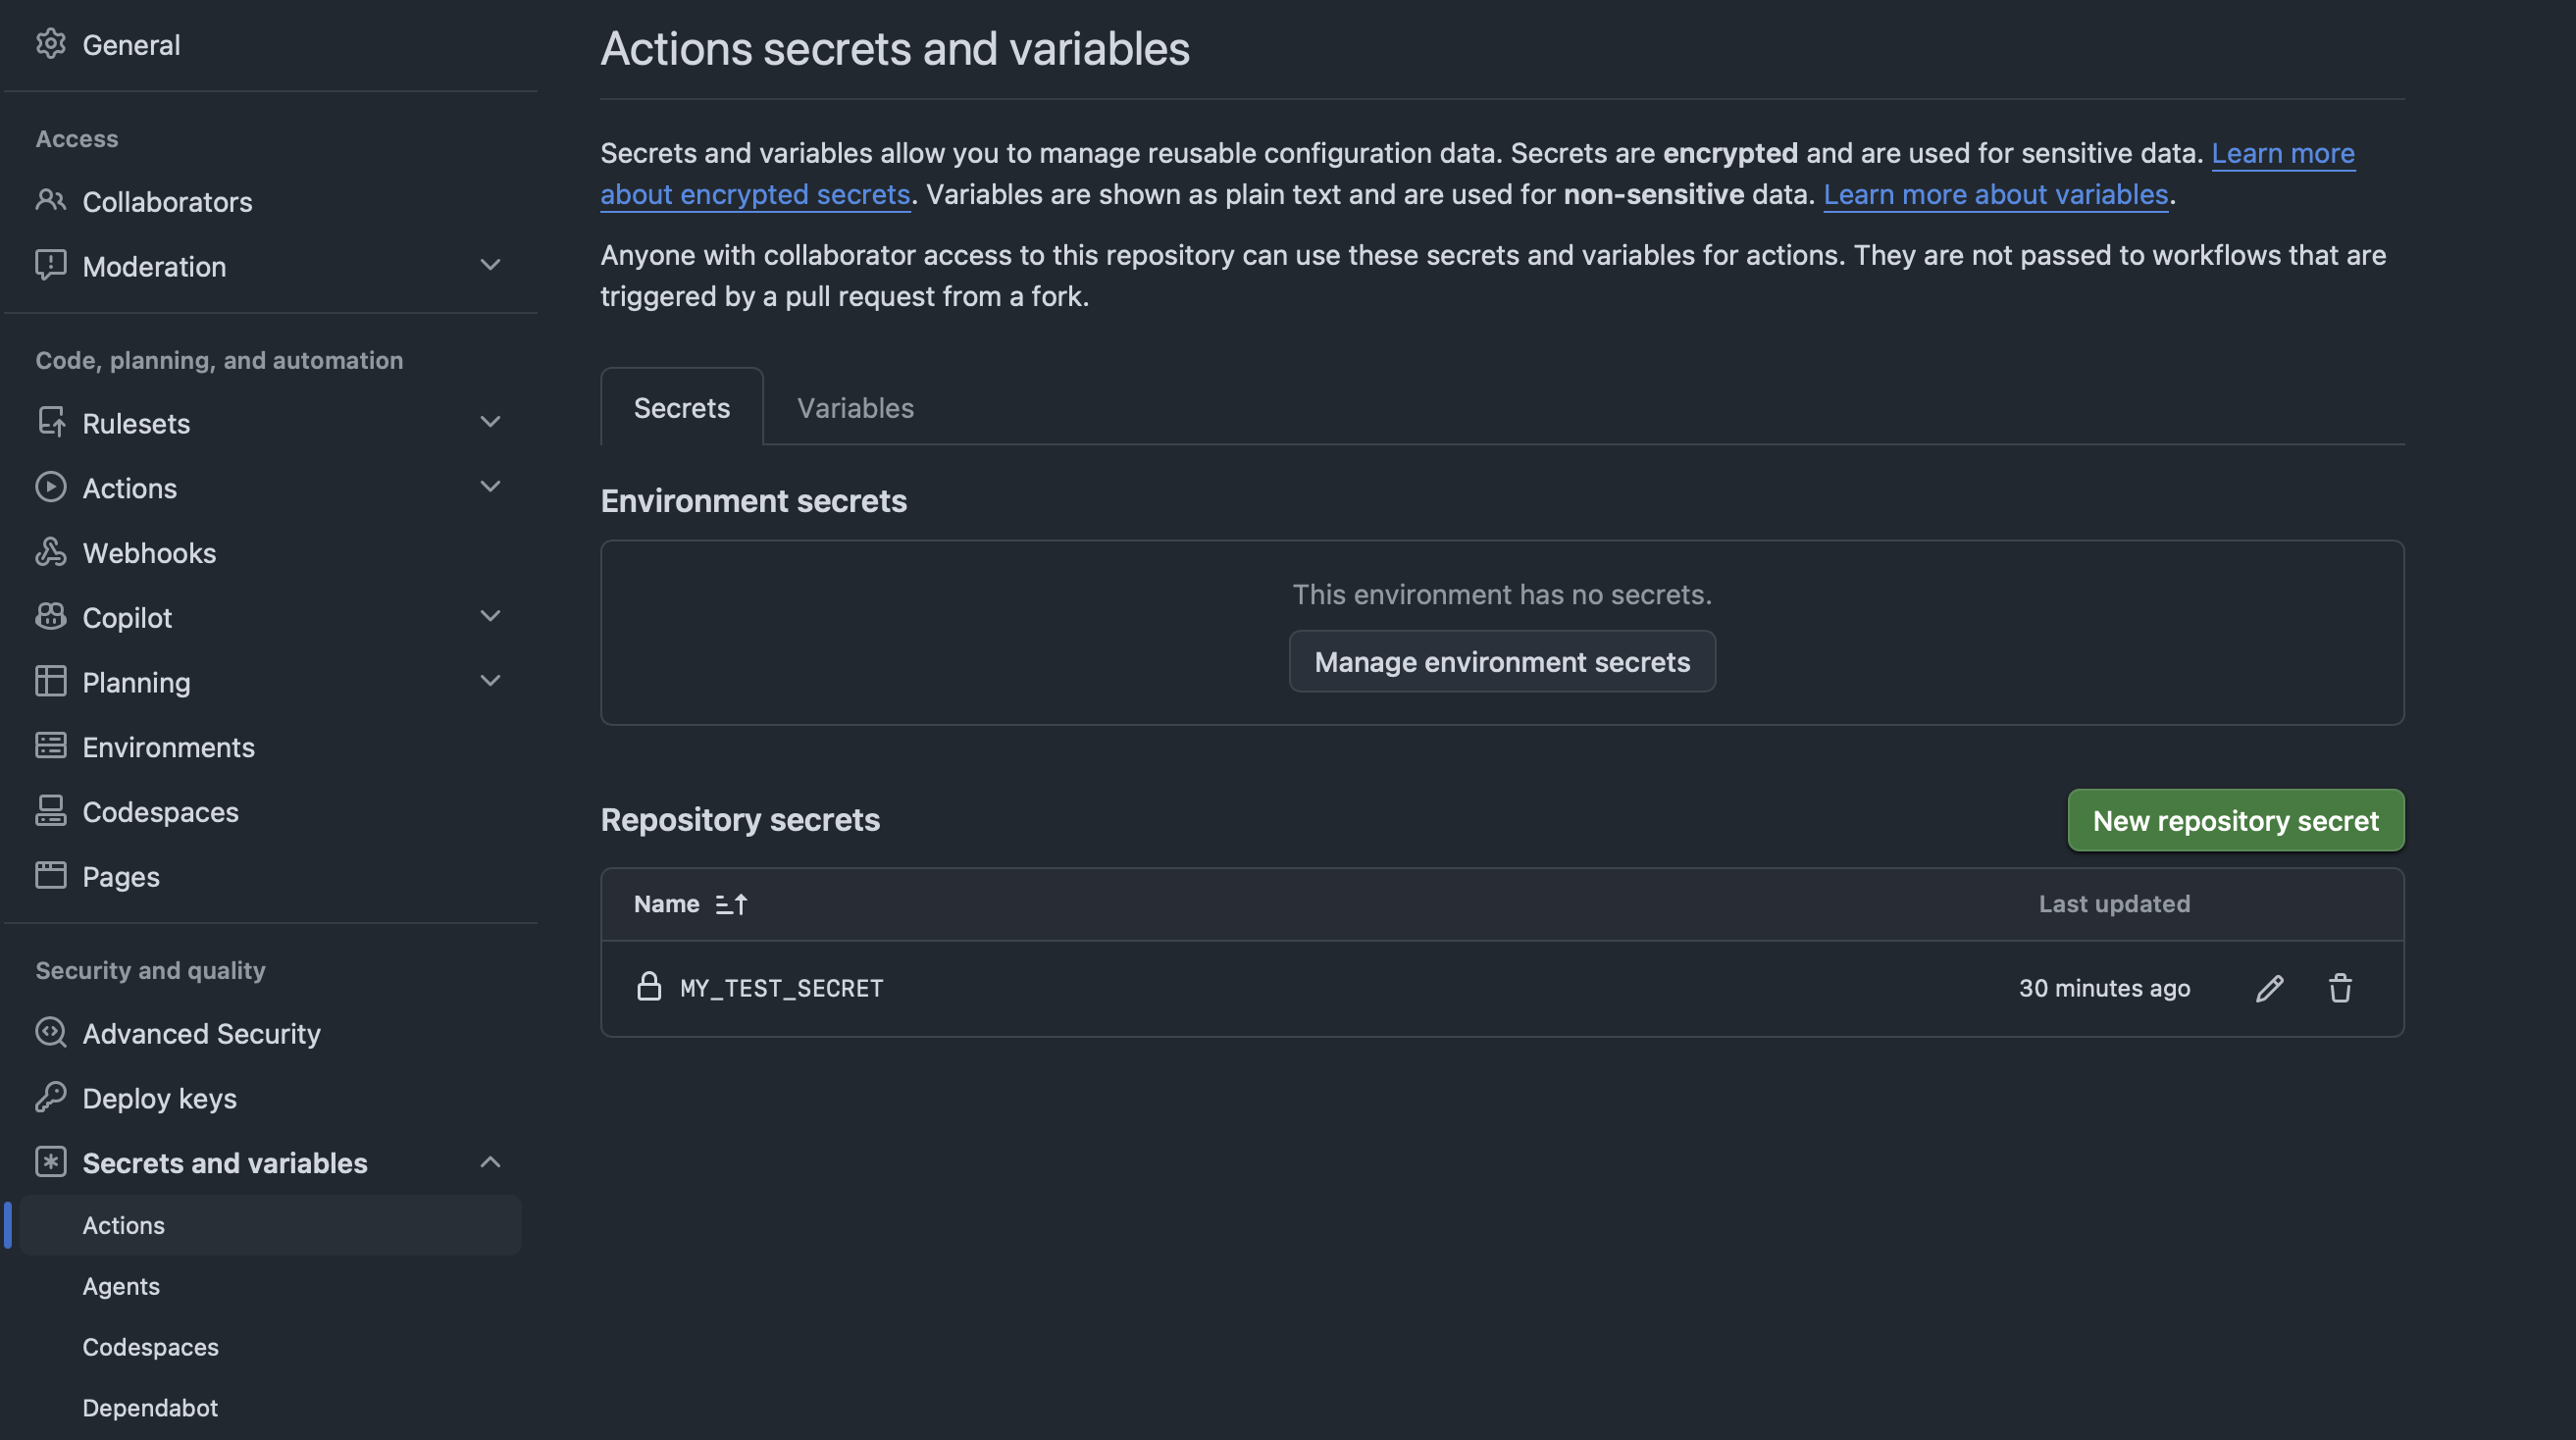 General
Access
Collaborators
Moderation
Code, planning, and automation
Rulesets
Actions
Webhooks
Copilot
Planning
Environments
Codespaces
Pages
Security and quality
Advanced Security
Deploy keys
Secrets and variables
Actions
Agents
Codespaces
Dependabot
Actions secrets and variables
Secrets and variables allow you to manage reusable configuration data. Secrets are encrypted and are used for sensitive data. Learn more
about encrypted secrets. Variables are shown as plain text and are used for non-sensitive data. Learn more about variables.
Anyone with collaborator access to this repository can use these secrets and variables for actions. They are not passed to workflows that are
triggered by a pull request from a fork.
Secrets Variables
Environment secrets
This environment has no secrets.
Manage environment secrets
Repository secrets New repository secret
Name Last updated
MY_TEST_SECRET 30 minutes ago